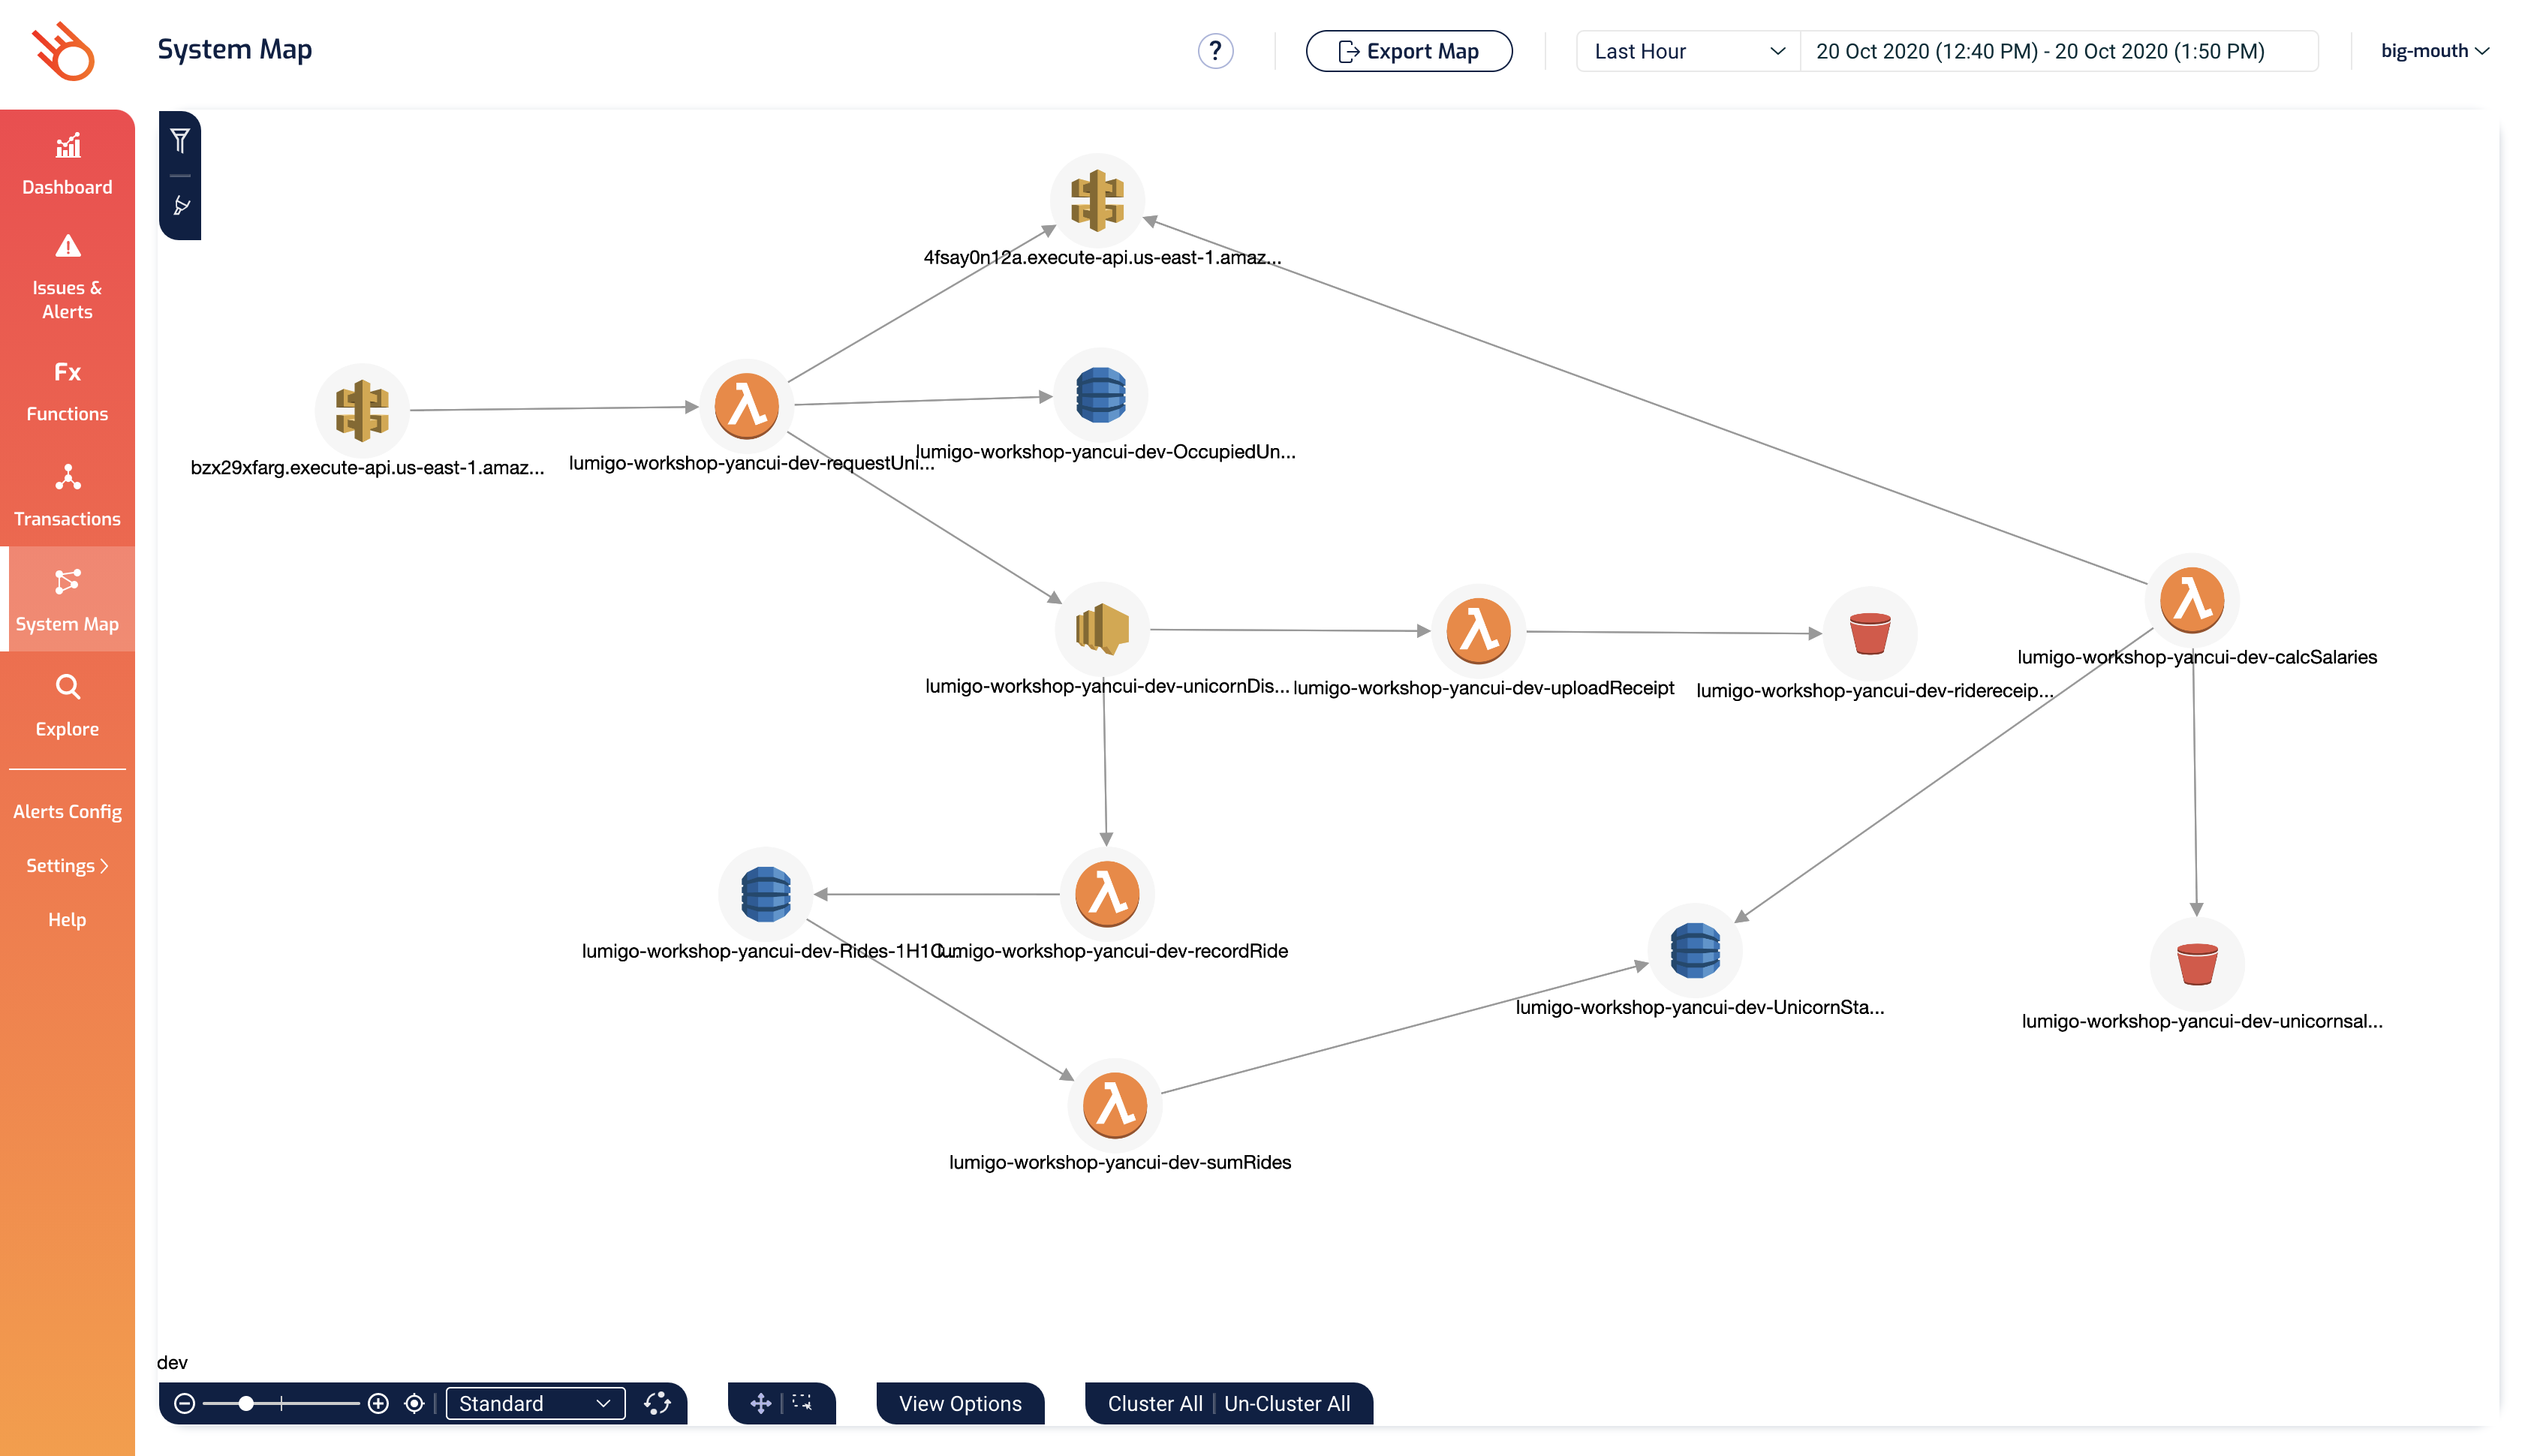 System Map
?
Export Map
Last Hour
20 Oct 2020 (12:40 PM) - 20 Oct 2020 (1:50 PM)
big-mouth
Dashboard
Issues &
Alerts
Fx
Functions
Transactions
System Map
Explore
Alerts Config
Settings
Help
4fsay0n12a.execute-api.us-east-1.amaz...
bzx29xfarg.execute-api.us-east-1.amaz...
lumigo-workshop-yancui-dev-requestUni...
lumigo-workshop-yancui-dev-OccupiedUn...
lumigo-workshop-yancui-dev-unicornDis...
lumigo-workshop-yancui-dev-uploadReceipt
lumigo-workshop-yancui-dev-ridereceip...
lumigo-workshop-yancui-dev-calcSalaries
lumigo-workshop-yancui-dev-Rides-1H1O...
lumigo-workshop-yancui-dev-recordRide
lumigo-workshop-yancui-dev-UnicornSta...
lumigo-workshop-yancui-dev-unicornsal...
lumigo-workshop-yancui-dev-sumRides
dev
Standard
View Options
Cluster All | Un-Cluster All